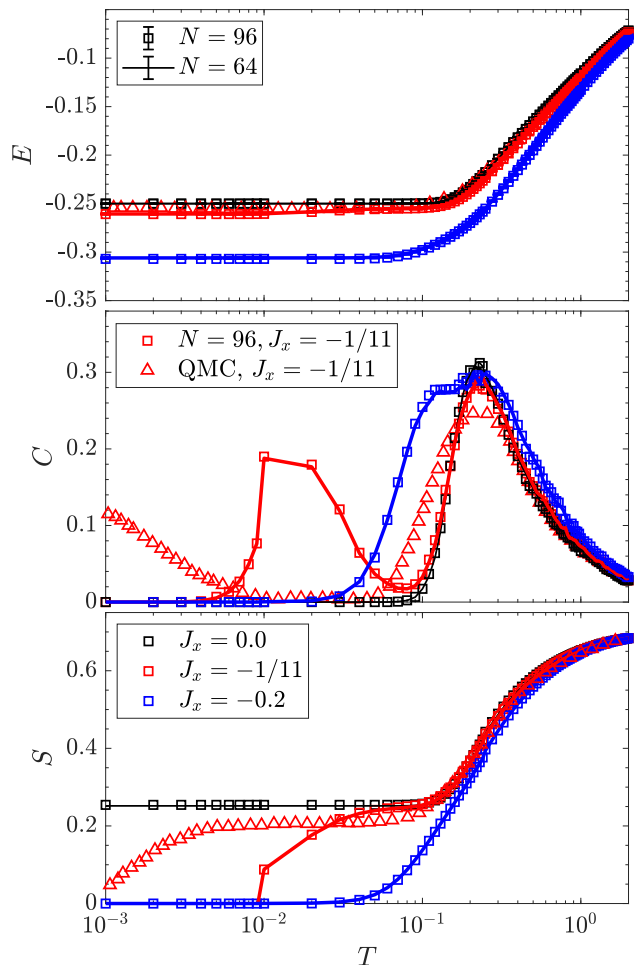 -0.1
-0.15
-0.2
-0.25
-0.3
-0.35
E
N = 96
N = 64
0.3
0.2
0.1
0
C
N = 96, J_x = −1/11
QMC, J_x = −1/11
0.6
0.4
0.2
0
S
J_x = 0.0
J_x = −1/11
J_x = −0.2
10^{-3} 10^{-2} 10^{-1} 10^{0}
T